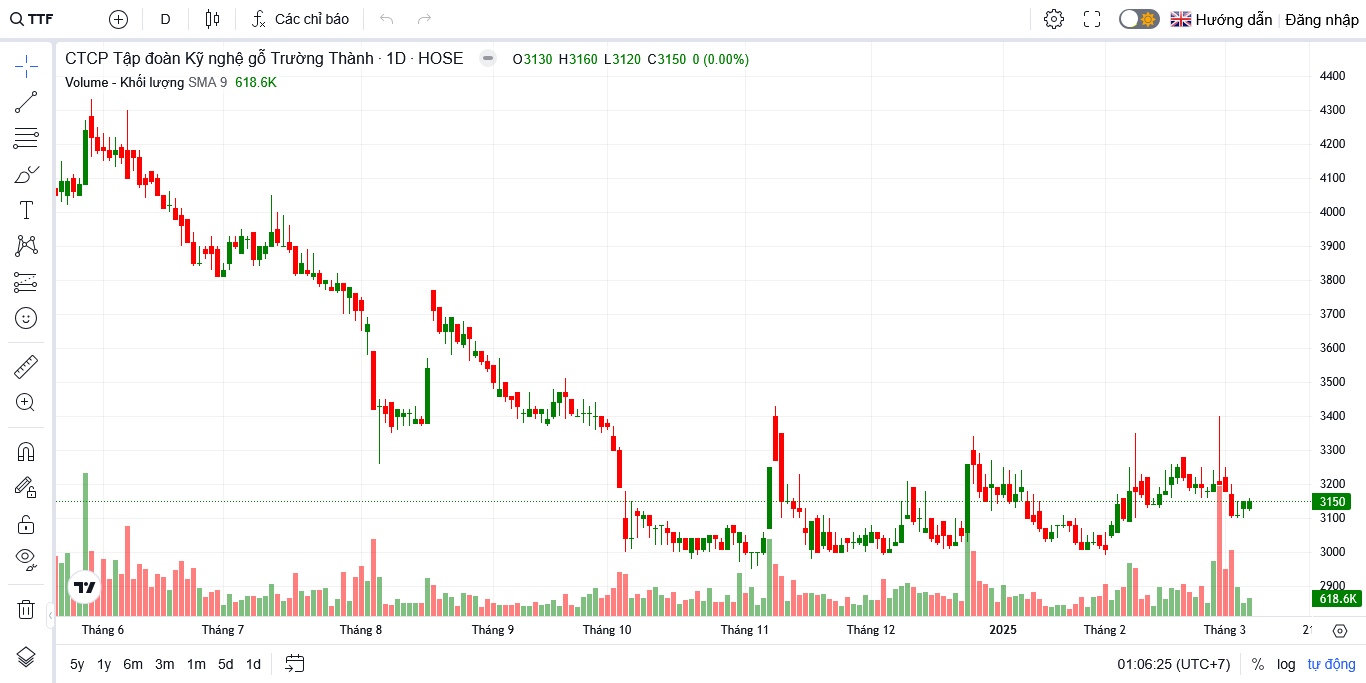 TTF D Các chỉ báo Hướng dẫn Đăng nhập
CTCP Tập đoàn Kỹ nghệ gỗ Trường Thành · 1D · HOSE O3130 H3160 L3120 C3150 0 (0.00%)
Volume - Khối lượng SMA 9 618.6K
4400
4300
4200
4100
4000
3900
3800
3700
3600
3500
3400
3300
3200
3150
3100
3000
2900
618.6K
Tháng 6 Tháng 7 Tháng 8 Tháng 9 Tháng 10 Tháng 11 Tháng 12 2025 Tháng 2 Tháng 3 21
5y 1y 6m 3m 1m 5d 1d 01:06:25 (UTC+7) % log tự động